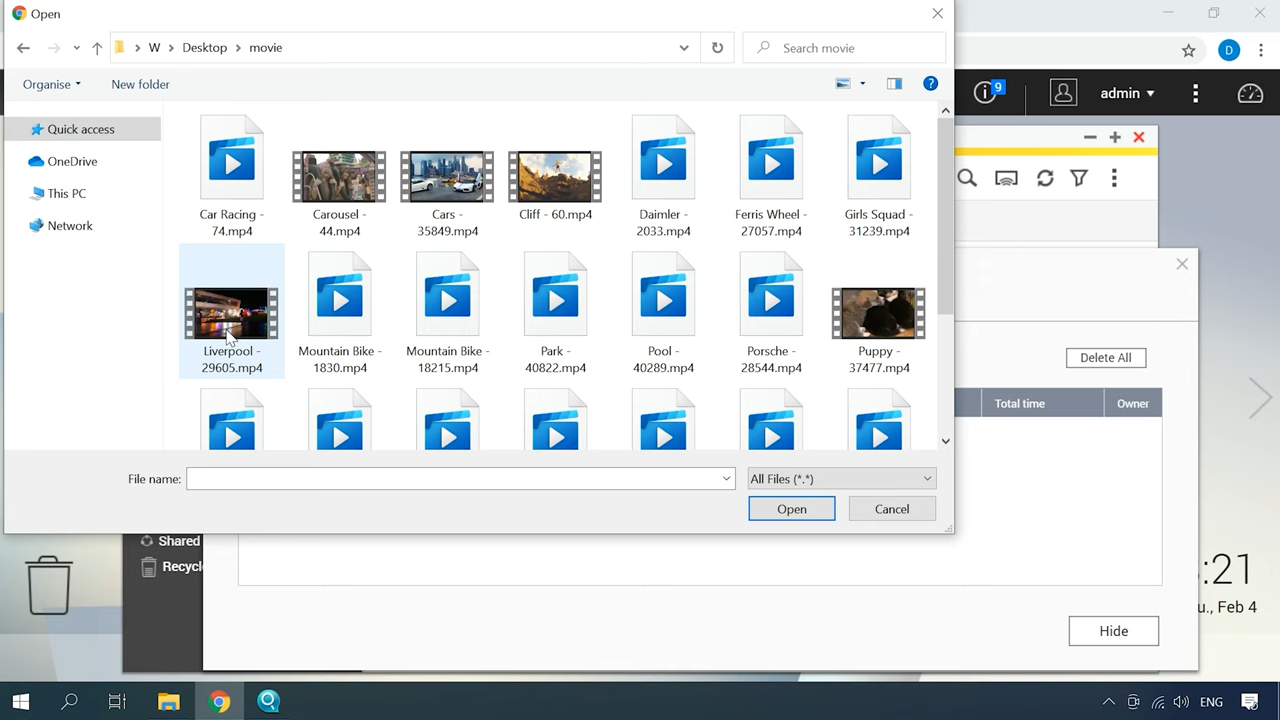 Open
W
Desktop
movie
Search movie
D
Organise
New folder
9
admin
Quick access
OneDrive
This PC
Network
Car Racing -
74.mp4
Carousel -
44.mp4
Cars -
35849.mp4
Cliff - 60.mp4
Daimler -
2033.mp4
Ferris Wheel -
27057.mp4
Girls Squad -
31239.mp4
Liverpool -
29605.mp4
Mountain Bike -
1830.mp4
Mountain Bike -
18215.mp4
Park -
40822.mp4
Pool -
40289.mp4
Porsche -
28544.mp4
Puppy -
37477.mp4
Delete All
Total time
Owner
File name:
All Files (*.*)
Open
Cancel
Shared
Recycl
:21
u., Feb 4
Hide
ENG